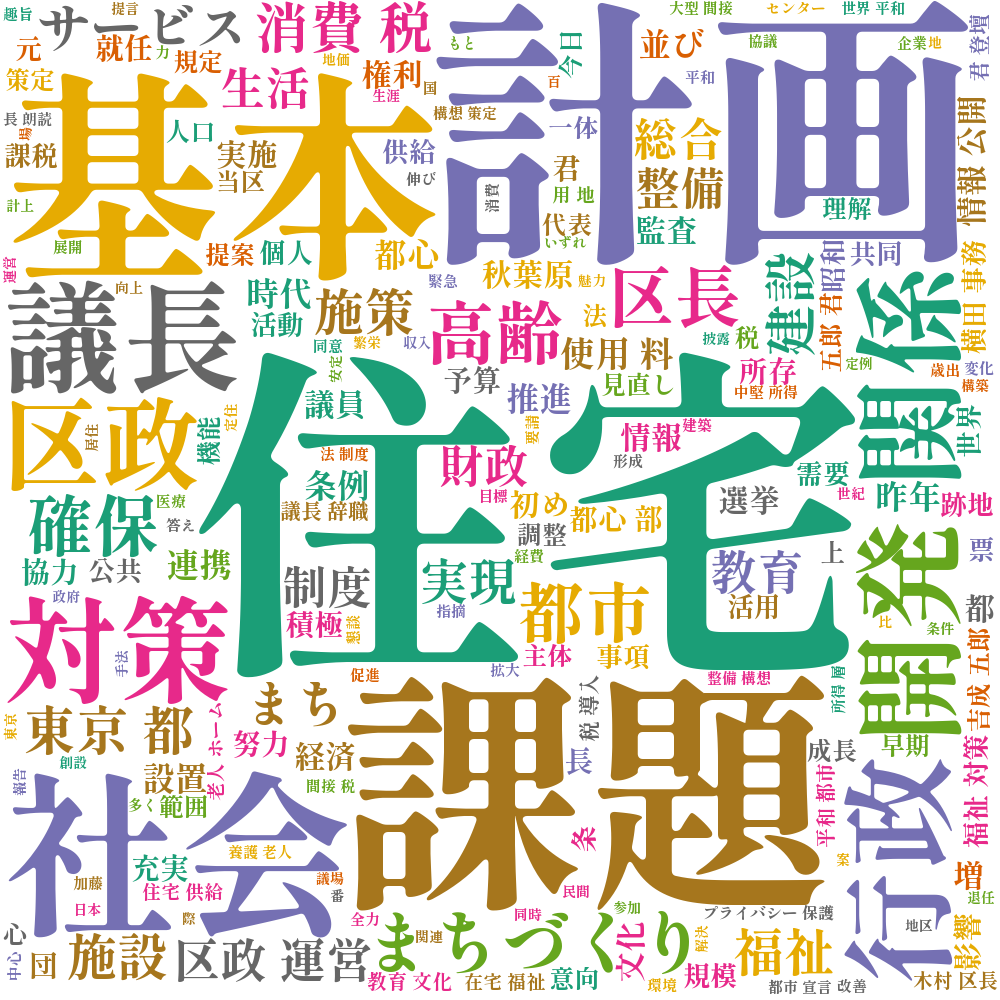 趣旨
サービス
提言
消費 税
大型 間接
センター
世界 平和
元
就任
力
規定
地価
権利
もと
今日
並び
協議
企業
地
君 登壇
策定
生活
生涯
国
百
平和
構想 策定
長 朗読
場
人口
一体
総合
情報 公開
課税
実施
供給
君
整備
当区
伸び
消費
用 地
計上
基本
計画
代表
監査
理解
展開
いずれ
運営
提案
個人
都心
昭和
共同
事務
向上
緊急
秋葉原
魅力
区長
建設
議長
時代
施策
高齢
法
五郎 君
関係
横田
活動
同意
繁栄
収入
使用 料
披露
税
定例
歳出
変化
安定
予算
見直し
所存
中堅 所得
構築
区政
居住
定住
機能
議員
推進
要請
情報
建築
世界
法 制度
財政
形成
需要
昨年
世紀
跡地
確保
医療
条例
目標
初め
選挙
答え
議長 辞職
都心 部
調整
協力
公共
連携
住宅
実現
経費
教育
上
開発
票
政府
制度
指摘
活用
比
条件
都
対策
積極
懇談
都市
手法
主体
事項
促進
拡大
整備 構想
所得 層
吉成 五郎
東京
東京 都
まち
課題
税 導入
早期
創設
努力
経済
長
成長
報告
設置
老人 ホーム
間接 税
平和 都市
福祉 対策
多く
範囲
社会
条
行政
養護 老人
案
加藤
充実
議場
民間
増
日本
住宅 供給
番
際
全力
同時
参加
プライバシー 保護
退任
地区
心
まちづくり
関連
文化
解決
影響
中心
団
施設
区政 運営
福祉
教育 文化
在宅 福祉
意向
環境
規模
都市 宣言
改善
木村 区長